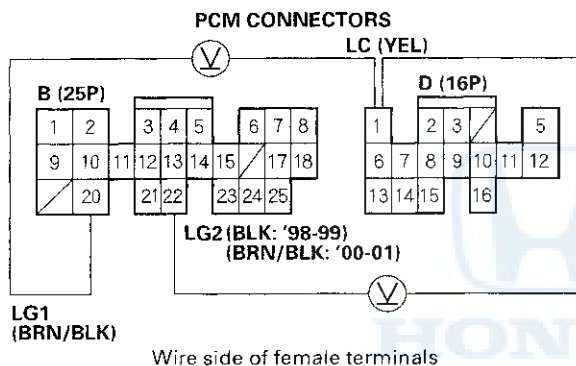 PCM CONNECTORS
LC (YEL)
V
B (25P)
D (16P)
1 2 3 4 5 6 7 8
9 10 11 12 13 14 15 17 18
20 21 22 23 24 25
1 2 3 5
6 7 8 9 10 11 12
13 14 15 16
LG2 (BLK: '98-99)
(BRN/BLK: '00-01)
V
LG1
(BRN/BLK)
HON
Wire side of female terminals